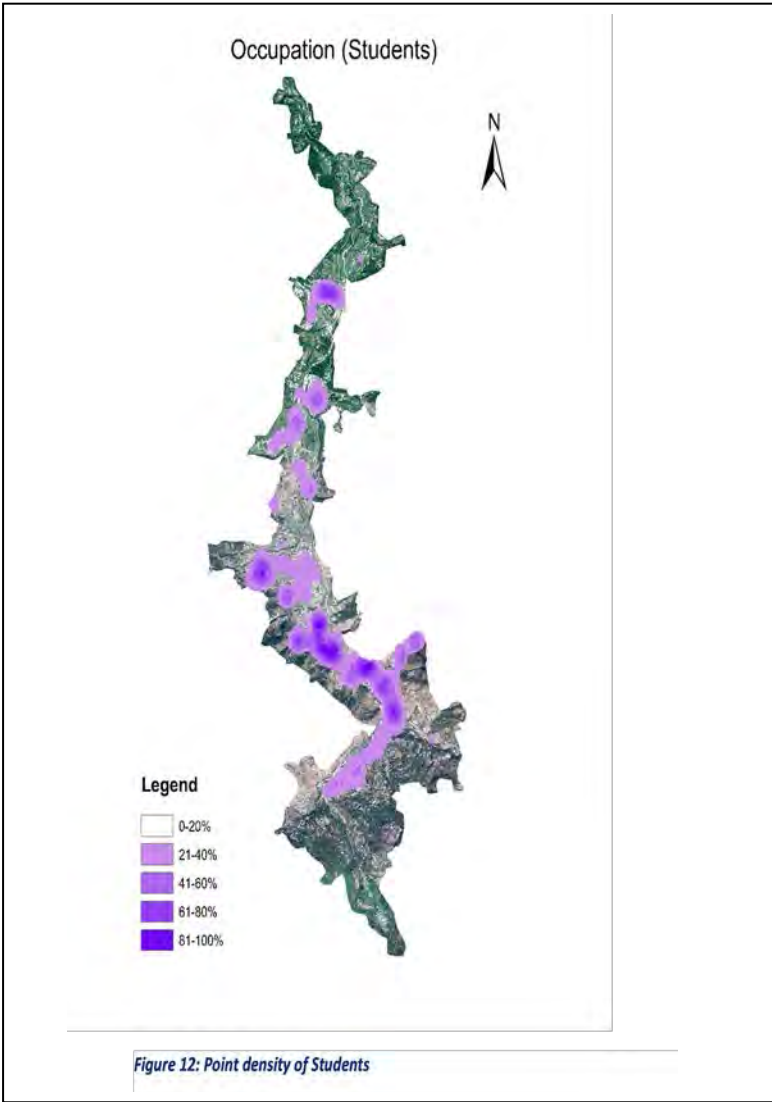 Occupation (Students)
N
Legend
0-20%
21-40%
41-60%
61-80%
81-100%
Figure 12: Point density of Students